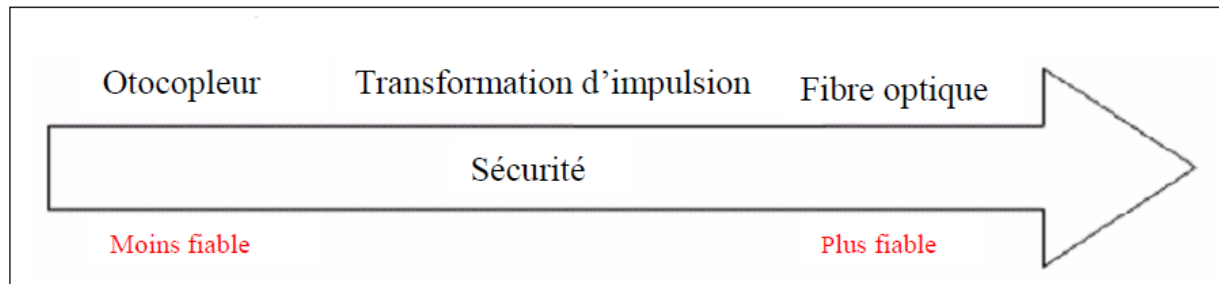 Otocopleur Transformation d'impulsion Fibre optique
Sécurité
Moins fiable Plus fiable